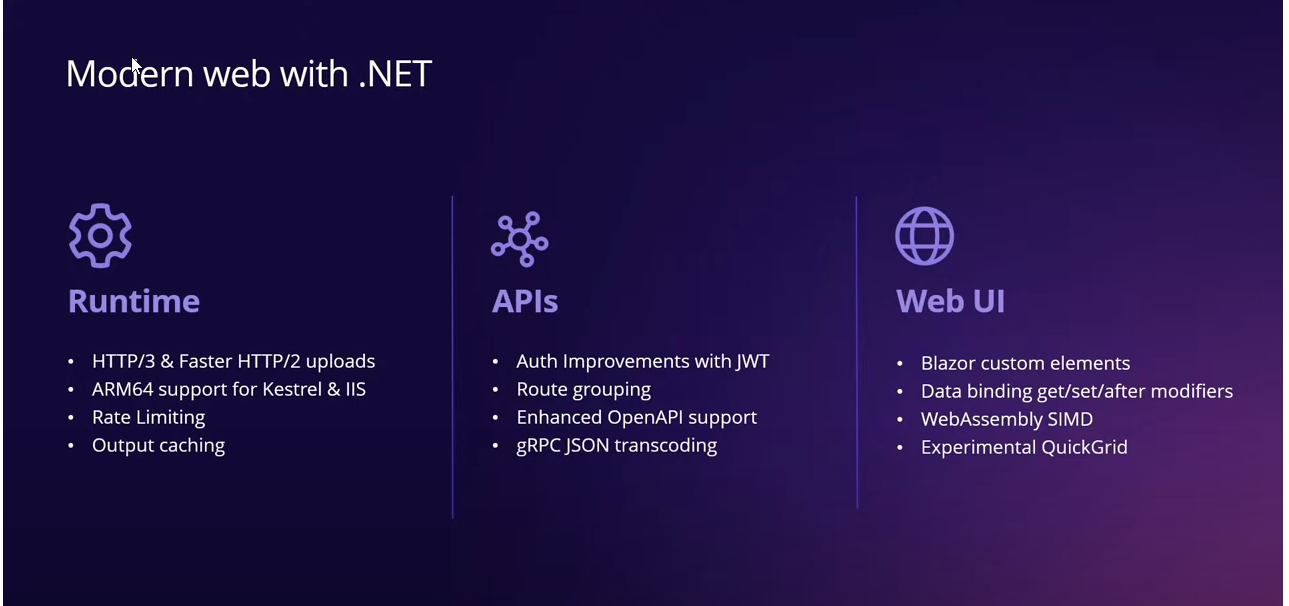 Modern web with .NET
Runtime
• HTTP/3 & Faster HTTP/2 uploads
• ARM64 support for Kestrel & IIS
• Rate Limiting
• Output caching
APIs
• Auth Improvements with JWT
• Route grouping
• Enhanced OpenAPI support
• gRPC JSON transcoding
Web UI
• Blazor custom elements
• Data binding get/set/after modifiers
• WebAssembly SIMD
• Experimental QuickGrid